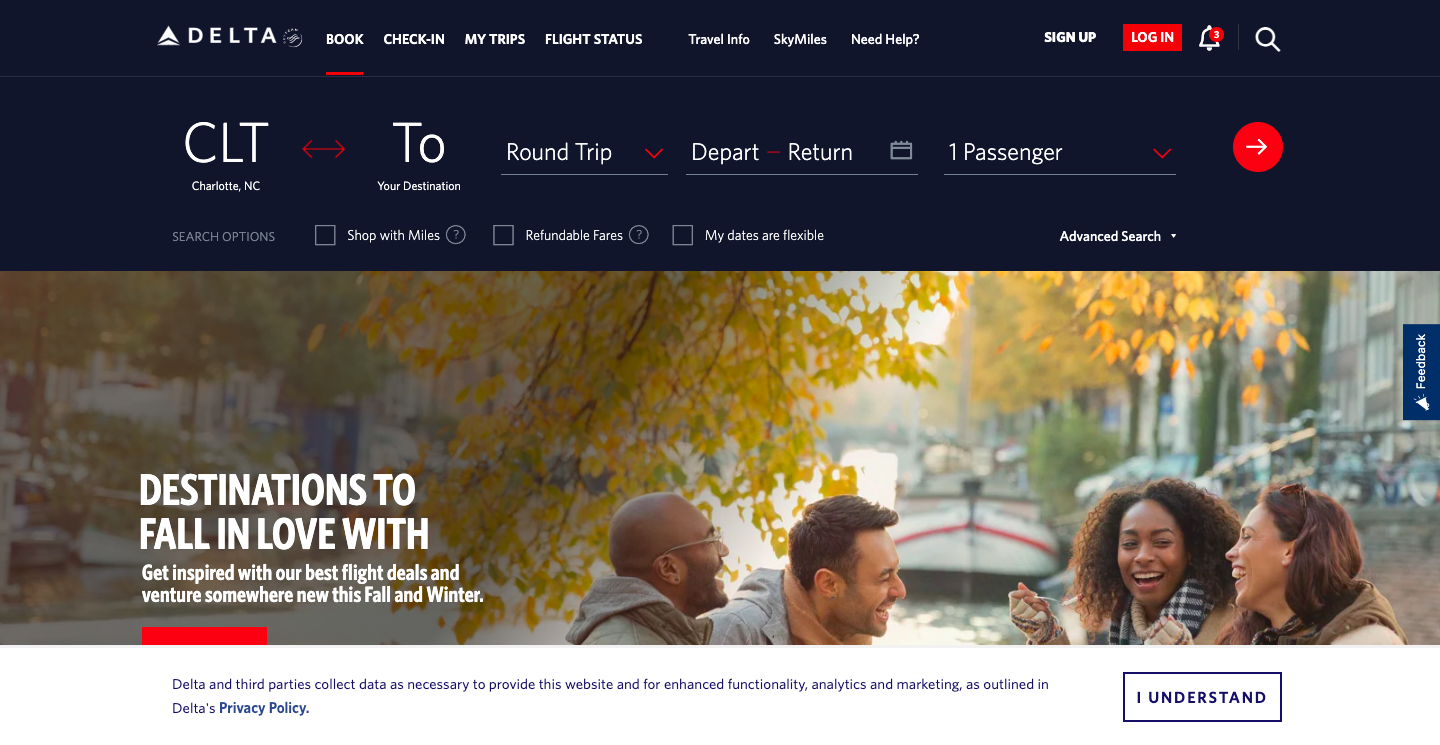 DELTA
BOOK
CHECK-IN
MY TRIPS
FLIGHT STATUS
Travel Info
SkyMiles
Need Help?
SIGN UP
LOG IN
3
CLT
Charlotte, NC
To
Your Destination
Round Trip
Depart — Return
1 Passenger
SEARCH OPTIONS
Shop with Miles ?
Refundable Fares ?
My dates are flexible
Advanced Search
Feedback
DESTINATIONS TO
FALL IN LOVE WITH
Get inspired with our best flight deals and
venture somewhere new this Fall and Winter.
Delta and third parties collect data as necessary to provide this website and for enhanced functionality, analytics and marketing, as outlined in
Delta's Privacy Policy.
I UNDERSTAND